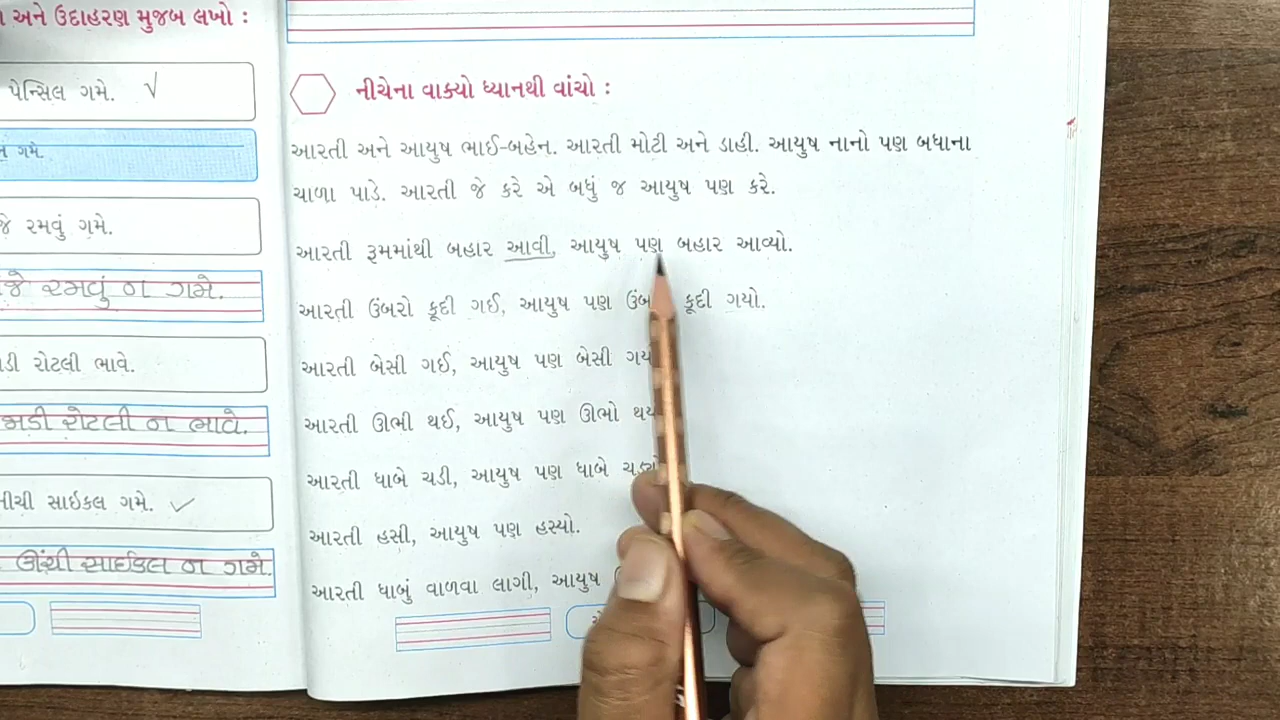 અને ઉદાહરણ મુજબ લખો :
પેન્સિલ ગમે. ✓
ગમે.
રમવું ગમે.
રમવું ન ગમે.
રોટલી ભાવે.
રોટલી ન ભાવે.
સાઇકલ ગમે. ✓
ઊંચી સાઈકલ ન ગમે.
નીચેના વાક્યો ધ્યાનથી વાંચો :
આરતી અને આયુષ ભાઈ-બહેન. આરતી મોટી અને ડાહી. આયુષ નાનો પણ બધાના
ચાળા પાડે. આરતી જે કરે એ બધું જ આયુષ પણ કરે.
આરતી રૂમમાંથી બહાર આવી, આયુષ પણ બહાર આવ્યો.
આરતી ઉંબરો કૂદી ગઈ, આયુષ પણ કૂદી ગયો.
આરતી બેસી ગઈ, આયુષ પણ બેસી
આરતી ઊભી થઈ, આયુષ પણ ઊભો
આરતી ધાબે ચડી, આયુષ પણ ધાબે
આરતી હસી, આયુષ પણ હસ્યો.
આરતી ધાબું વાળવા લાગી, આયુષ